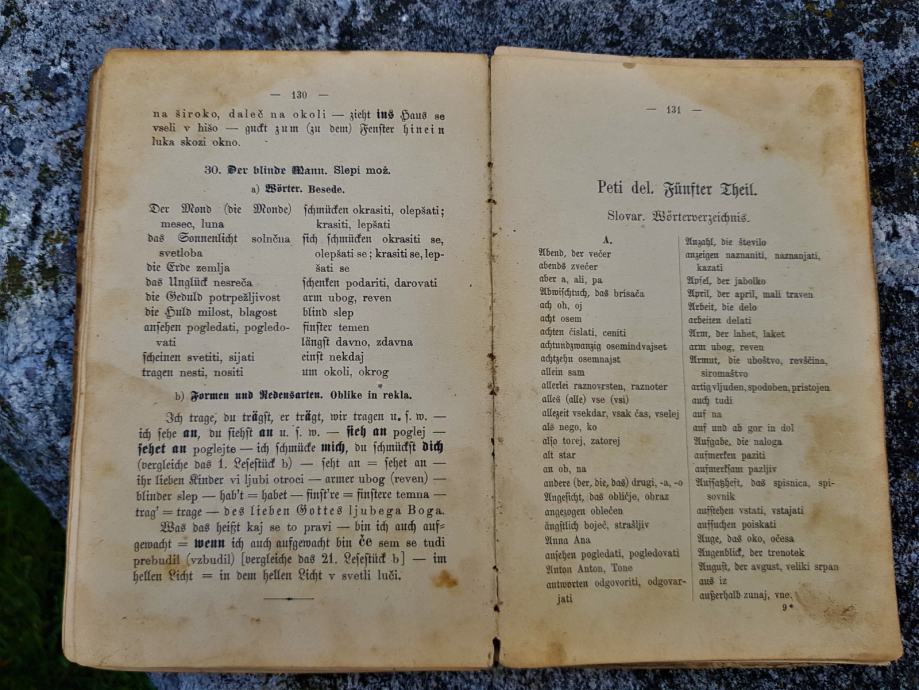 — 130 —
na široko, daleč na okoli — zieht ins Haus se
vseli v hišo — guckt zum (zu dem) Fenster hinein
luka skozi okno.
30. Der blinde Mann. Slepi mož.
a) Wörter. Besede.
Der Mond (die Monde)
mesec, luna
das Sonnenlicht solnčna
svetloba
die Erde zemlja
das Unglück nesreča
die Geduld potrpežljivost
die Huld milost, blagost
ansehen pogledati, pogledo-
vati
scheinen svetiti, sijati
tragen nesti, nositi
schmücken okrasiti, olepšati;
krasiti, lepšati
sich schmücken okrasiti se,
olepšati se; krasiti se, lep-
šati se
schenken podariti, darovati
arm ubog, reven
blind slep
finster temen
längst davno, zdavna
einst nekdaj
um okoli, okrog
b) Formen und Redensarten. Oblike in rekla.
Ich trage, du trägst, er trägt, wir tragen u. s. w. —
ich sehe an, du siehst an u. s. w. — sieh an poglej —
sehet an poglejte — ich schmücke mich, du schmückst dich
(vergleiche das 1. Lesestück b) — seht an = sehet an —
ihr lieben Kinder vi ljubi otroci — armer ubog (reven) —
blinder slep — hab't = habet — finst're = finstere temna —
trag' = trage — des lieben Gottes ljubega Boga.
Was das heißt kaj se to pravi — bin ich auch auf-
gewacht = wenn ich auch aufgewacht bin če sem se tudi
prebudil (vzbudil) [vergleiche das 21. Lesestück b] — im
hellen Licht = in dem hellen Licht v svetli luči.
— 131 —
Peti del. Fünfter Theil.
Slovar. Wörterverzeichnis.
A.
Abend, der večer
abends zvečer
aber a, ali, pa
Abwischtuch, das brisača
ach oh, oj
acht osem
achten čislati, ceniti
achtundzwanzig osemindvajset
achtzehn osemnajst
allein sam
allerlei raznovrsten, raznoter
alles (alle) vse (vsi)
allezeit vsekdar, vsak čas, vselej
als nego, ko
also torej, zatorej
alt star
an ob, na
andere (der, die, das) drugi, -a, -o
Angesicht, das obličje, obraz
angezogen oblečen
ängstlich boječ, strašljiv
Anna Ana
ansehen pogledati, pogledovati
Anton Anton, Tone
antworten odgovoriti, odgovar-
jati
Anzahl, die število
anzeigen naznaniti, naznanjati,
kazati
Apfel, der jabolko
April, der april, mali traven
Arbeit, die delo
arbeiten delati
Arm, der lahet, laket
arm ubog, reven
Armut, die uboštvo, revščina,
siromaštvo
artig vljuden, spodoben, pristojen
auch tudi
auf na
auf und ab gor in dol
Aufgabe, die naloga
aufmerken paziti
aufmerksam pazljiv
Aufsatzheft, das spisnica, spi-
sovnik
aufstehen vstati, vstajati
aufsuchen poiskati
Auge, das oko, očesa
Augenblick, der trenotek
August, der avgust, veliki srpan
aus iz
außerhalb zunaj, vne.
9*